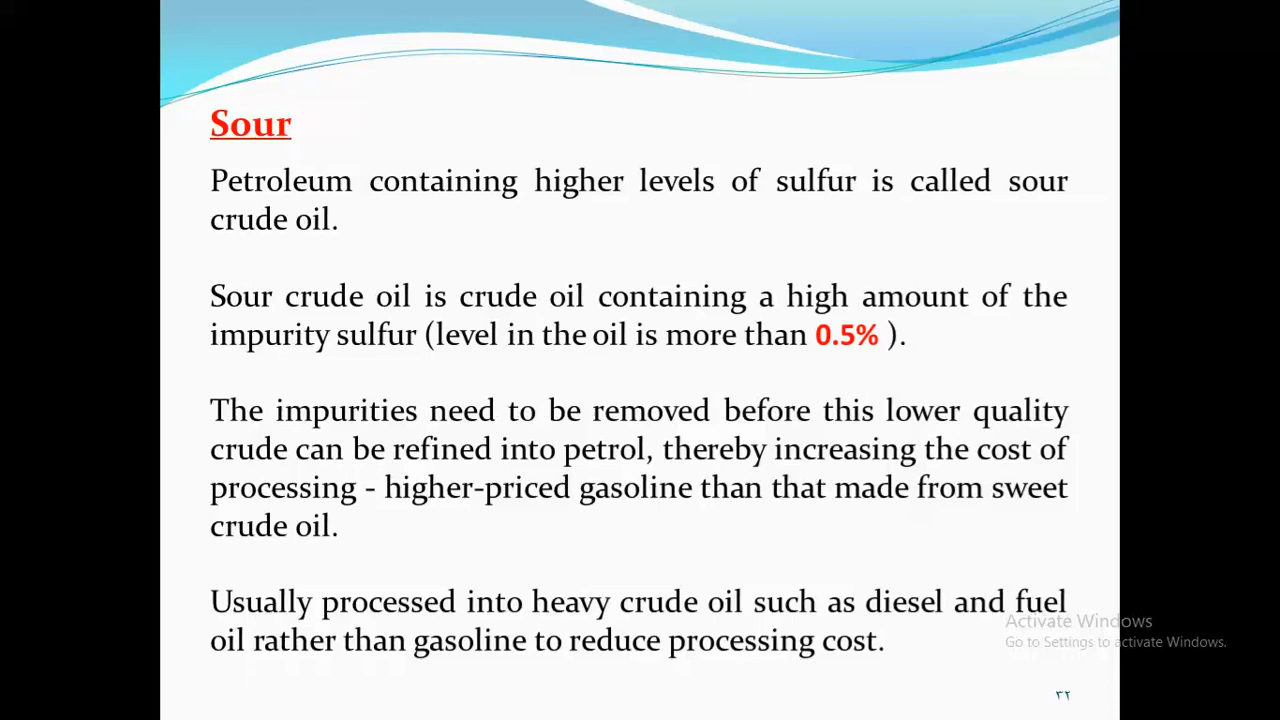 Sour
Petroleum containing higher levels of sulfur is called sour
crude oil.
Sour crude oil is crude oil containing a high amount of the
impurity sulfur (level in the oil is more than 0.5% ).
The impurities need to be removed before this lower quality
crude can be refined into petrol, thereby increasing the cost of
processing - higher-priced gasoline than that made from sweet
crude oil.
Usually processed into heavy crude oil such as diesel and fuel
oil rather than gasoline to reduce processing cost.
Activate Windows
Go to Settings to activate Windows.
٣٢